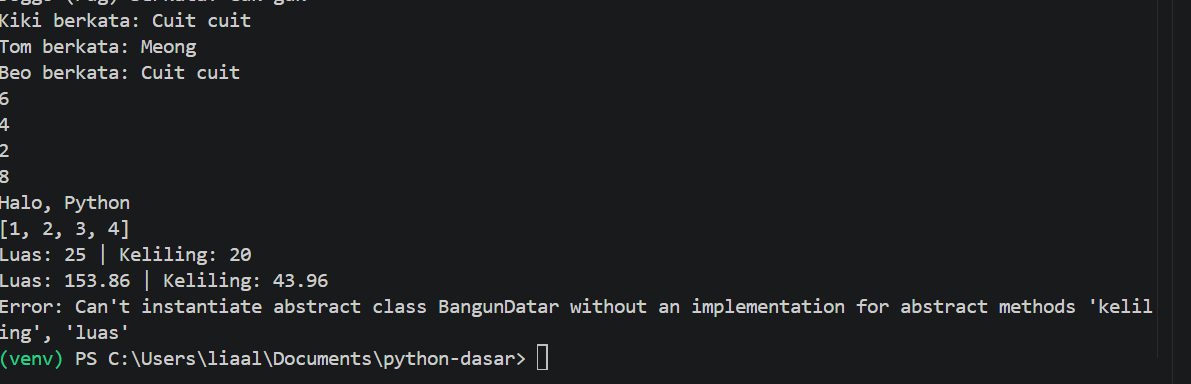 Kiki berkata: Cuit cuit
Tom berkata: Meong
Beo berkata: Cuit cuit
6
4
2
8
Halo, Python
[1, 2, 3, 4]
Luas: 25 | Keliling: 20
Luas: 153.86 | Keliling: 43.96
Error: Can't instantiate abstract class BangunDatar without an implementation for abstract methods 'kelil
ing', 'luas'
(venv) PS C:\Users\liaal\Documents\python-dasar>